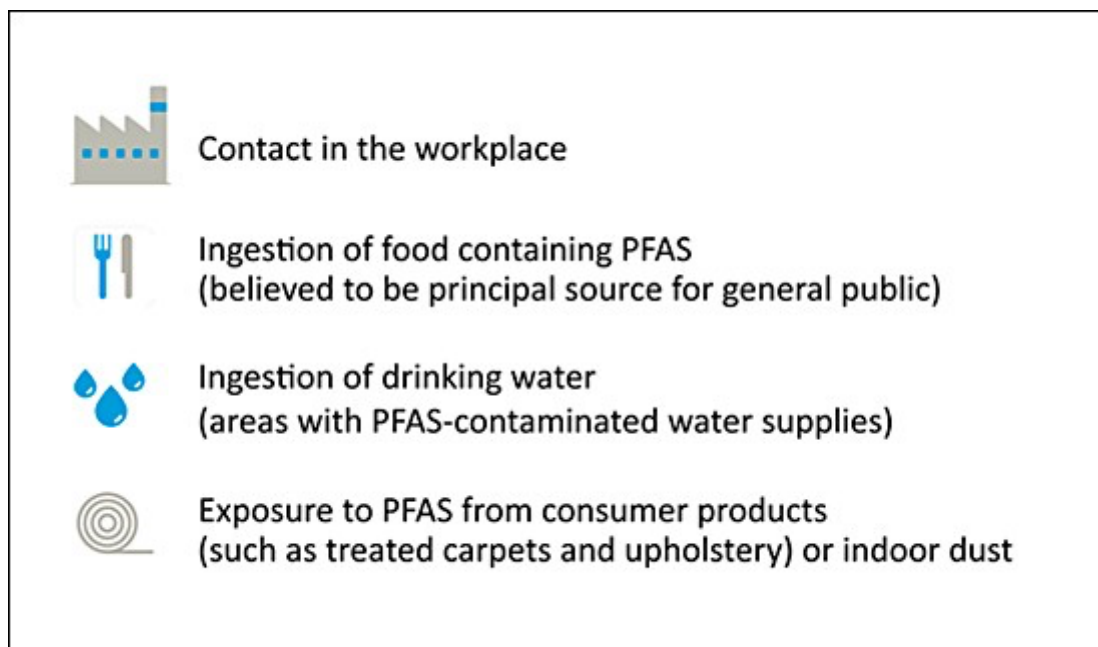 Contact in the workplace
Ingestion of food containing PFAS
(believed to be principal source for general public)
Ingestion of drinking water
(areas with PFAS-contaminated water supplies)
Exposure to PFAS from consumer products
(such as treated carpets and upholstery) or indoor dust